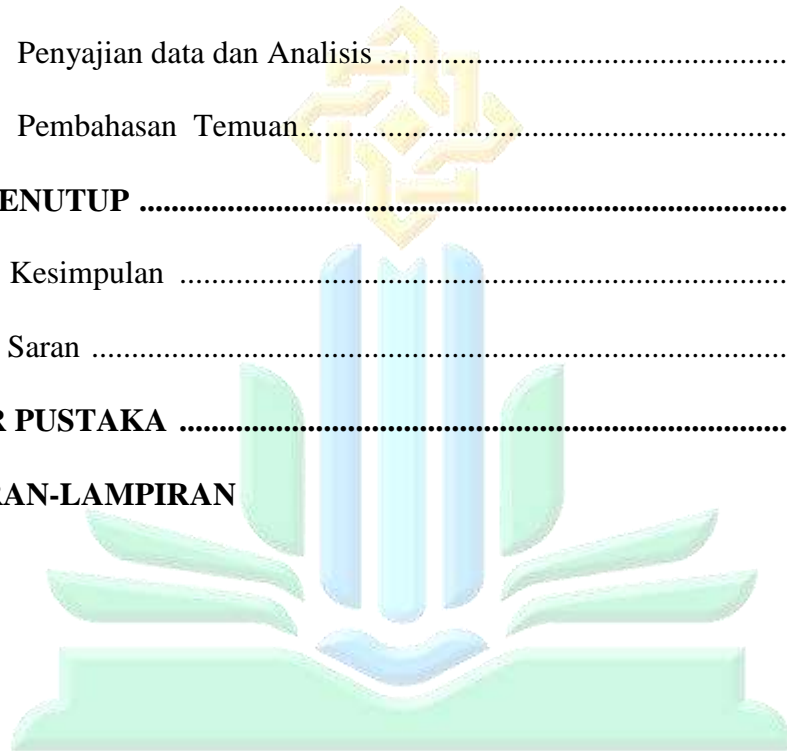 Penyajian data dan Analisis ..................................................
Pembahasan Temuan............................................................
ENUTUP .................................................................................
Kesimpulan ...........................................................................
Saran ......................................................................................
R PUSTAKA ............................................................................
RAN-LAMPIRAN